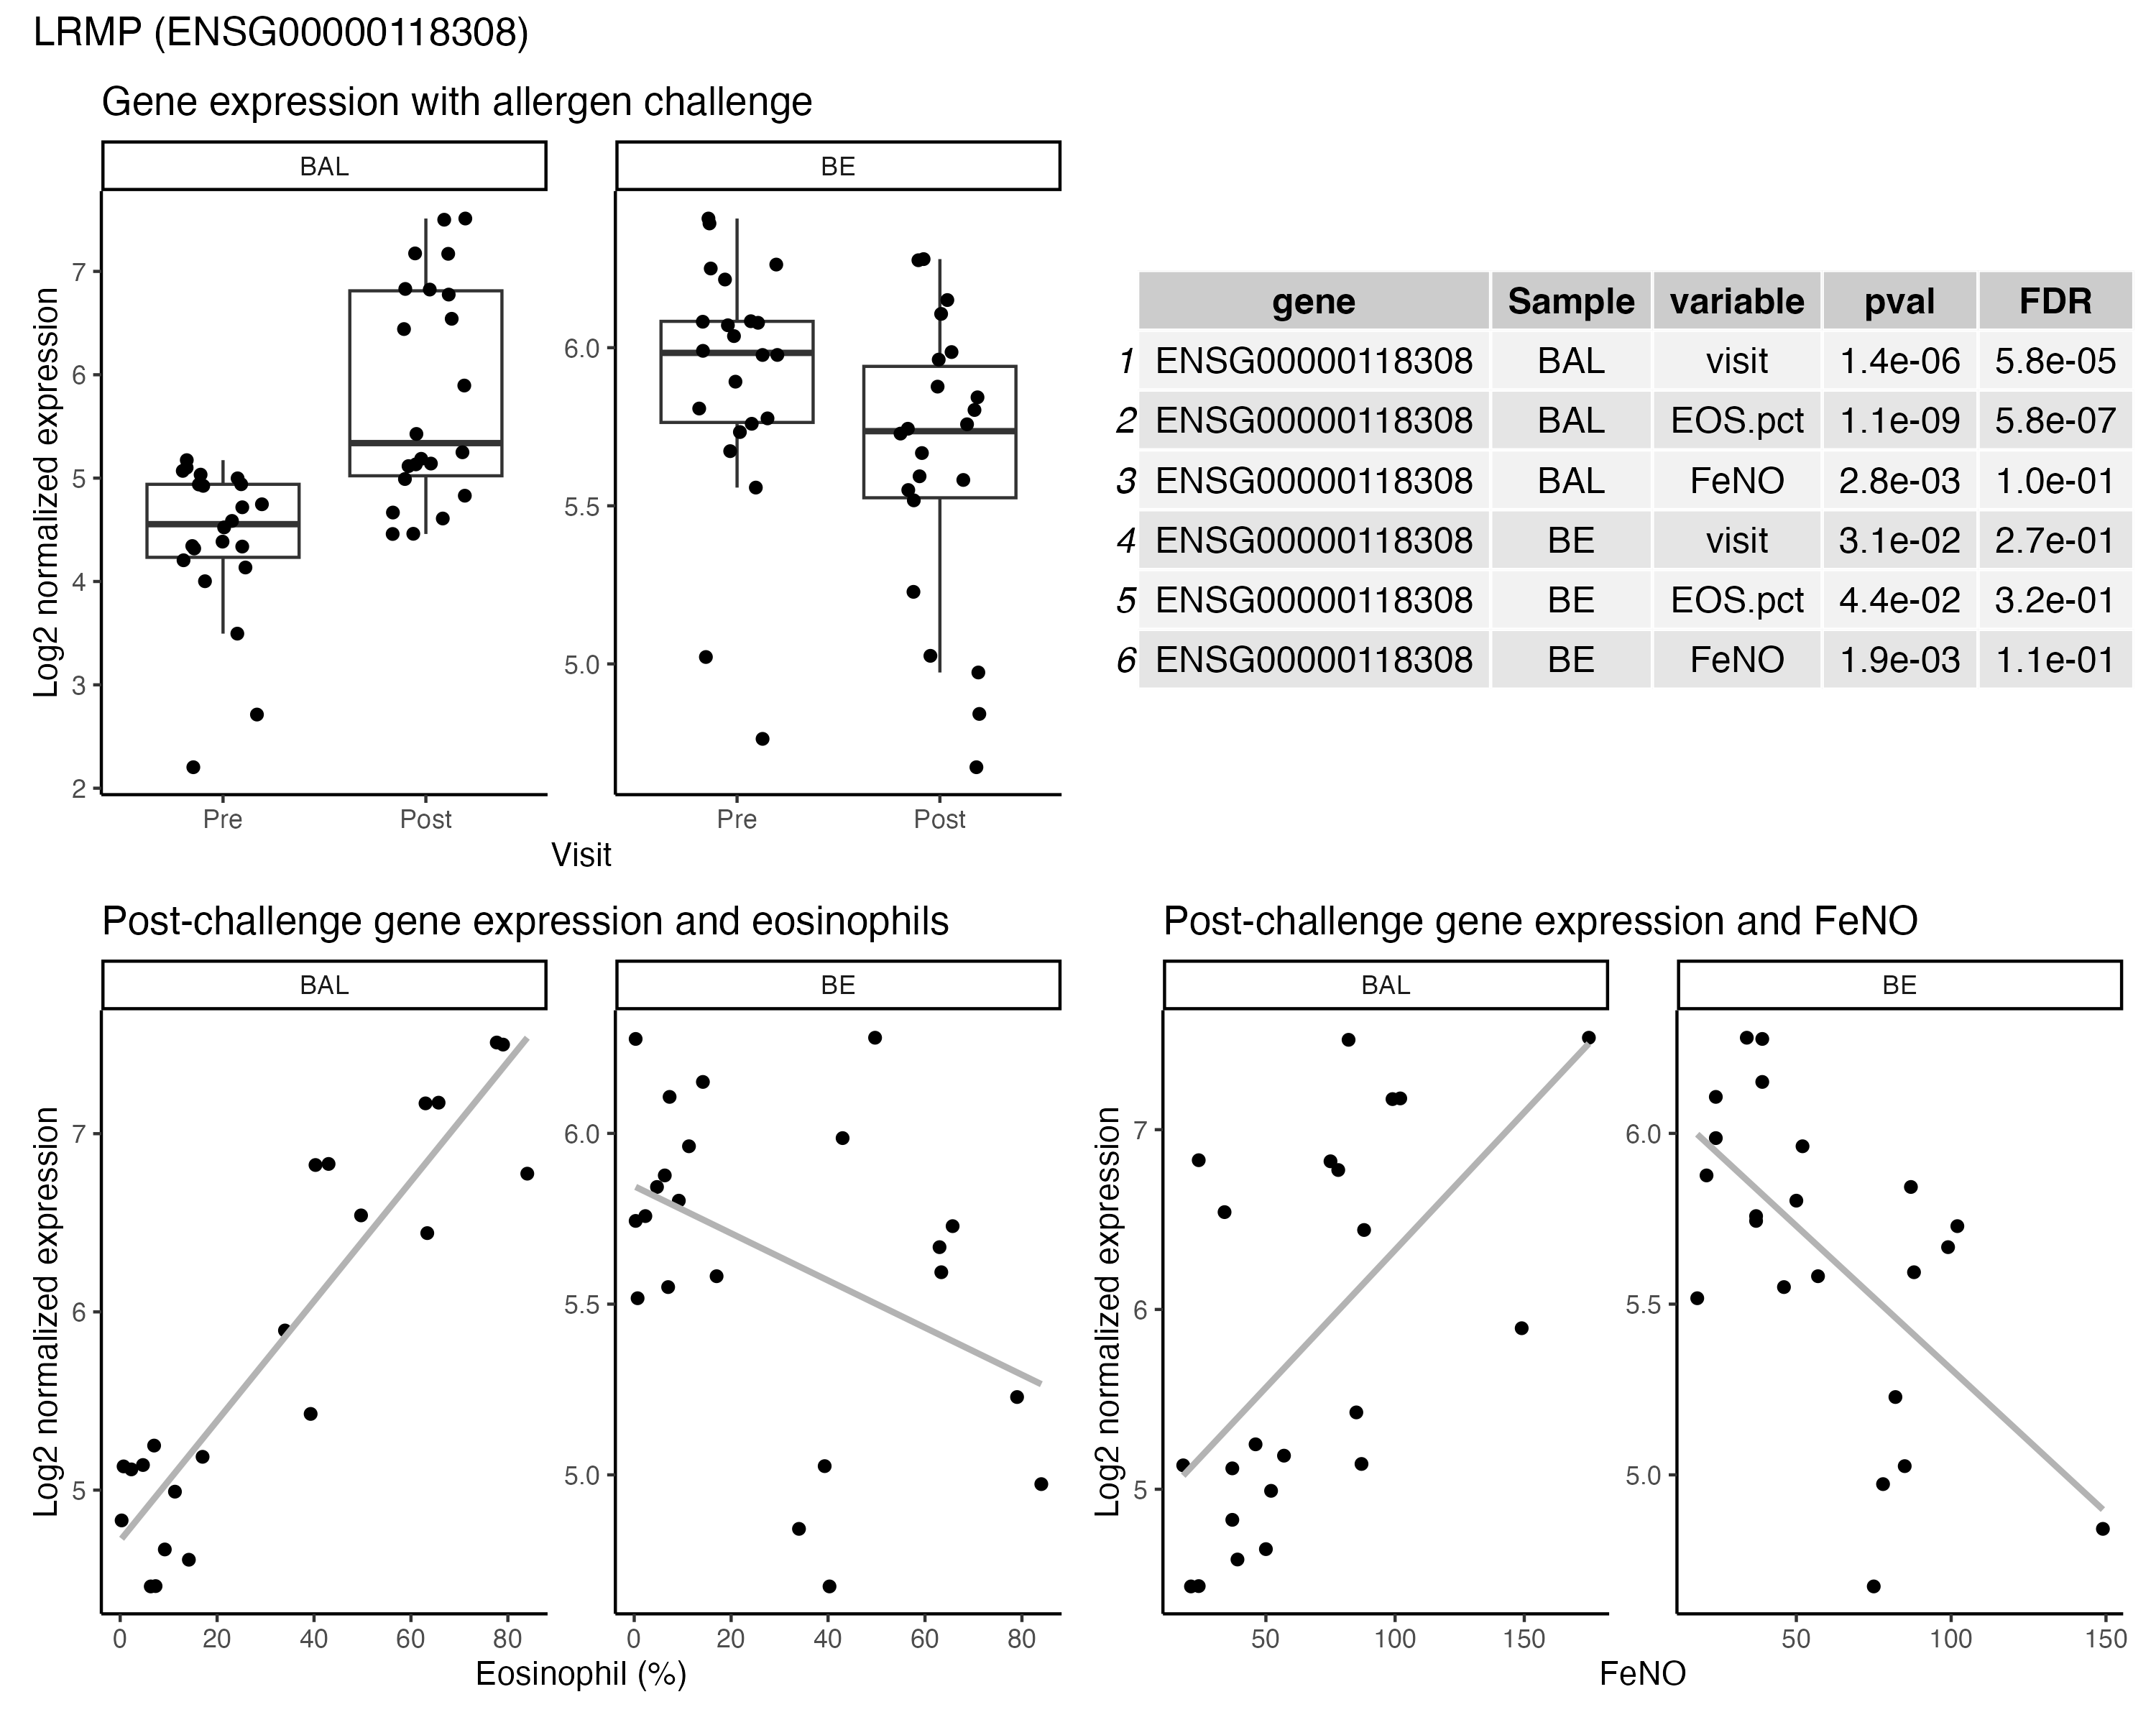 LRMP (ENSG00000118308)
Gene expression with allergen challenge
BAL
BE
Log2 normalized expression
7
6
5
4
3
2
6.0
5.5
5.0
Pre
Post
Pre
Post
Visit
gene Sample variable pval FDR
1 ENSG00000118308 BAL visit 1.4e-06 5.8e-05
2 ENSG00000118308 BAL EOS.pct 1.1e-09 5.8e-07
3 ENSG00000118308 BAL FeNO 2.8e-03 1.0e-01
4 ENSG00000118308 BE visit 3.1e-02 2.7e-01
5 ENSG00000118308 BE EOS.pct 4.4e-02 3.2e-01
6 ENSG00000118308 BE FeNO 1.9e-03 1.1e-01
Post-challenge gene expression and eosinophils
BAL
BE
Log2 normalized expression
7
6
5
6.0
5.5
5.0
0 20 40 60 80
0 20 40 60 80
Eosinophil (%)
Post-challenge gene expression and FeNO
BAL
BE
Log2 normalized expression
7
6
5
6.0
5.5
5.0
50 100 150
50 100 150
FeNO